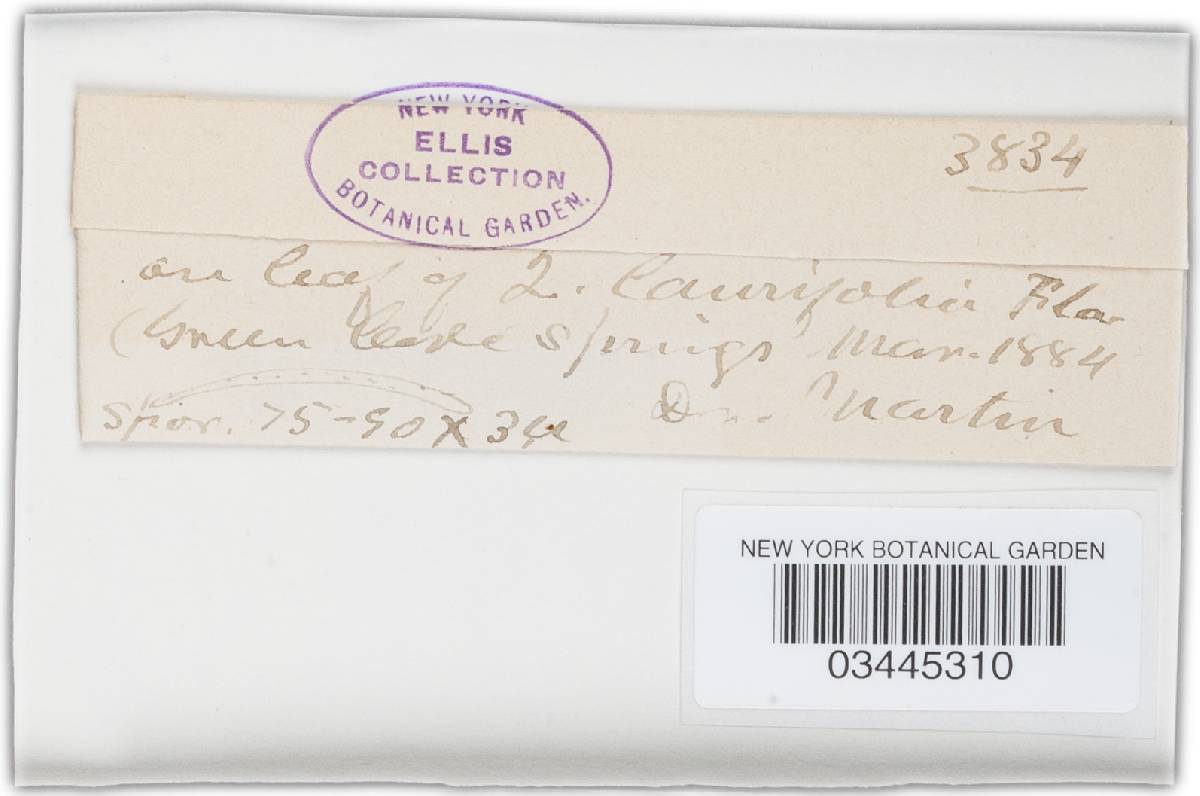 NEW YORK
ELLIS
COLLECTION
BOTANICAL GARDEN.
3834
on leaf of Q. laurifolia Fla
(Green Cove Springs Mar. 1884
Spor. 75-90 X 3µ
Dr. Martin
NEW YORK BOTANICAL GARDEN
03445310